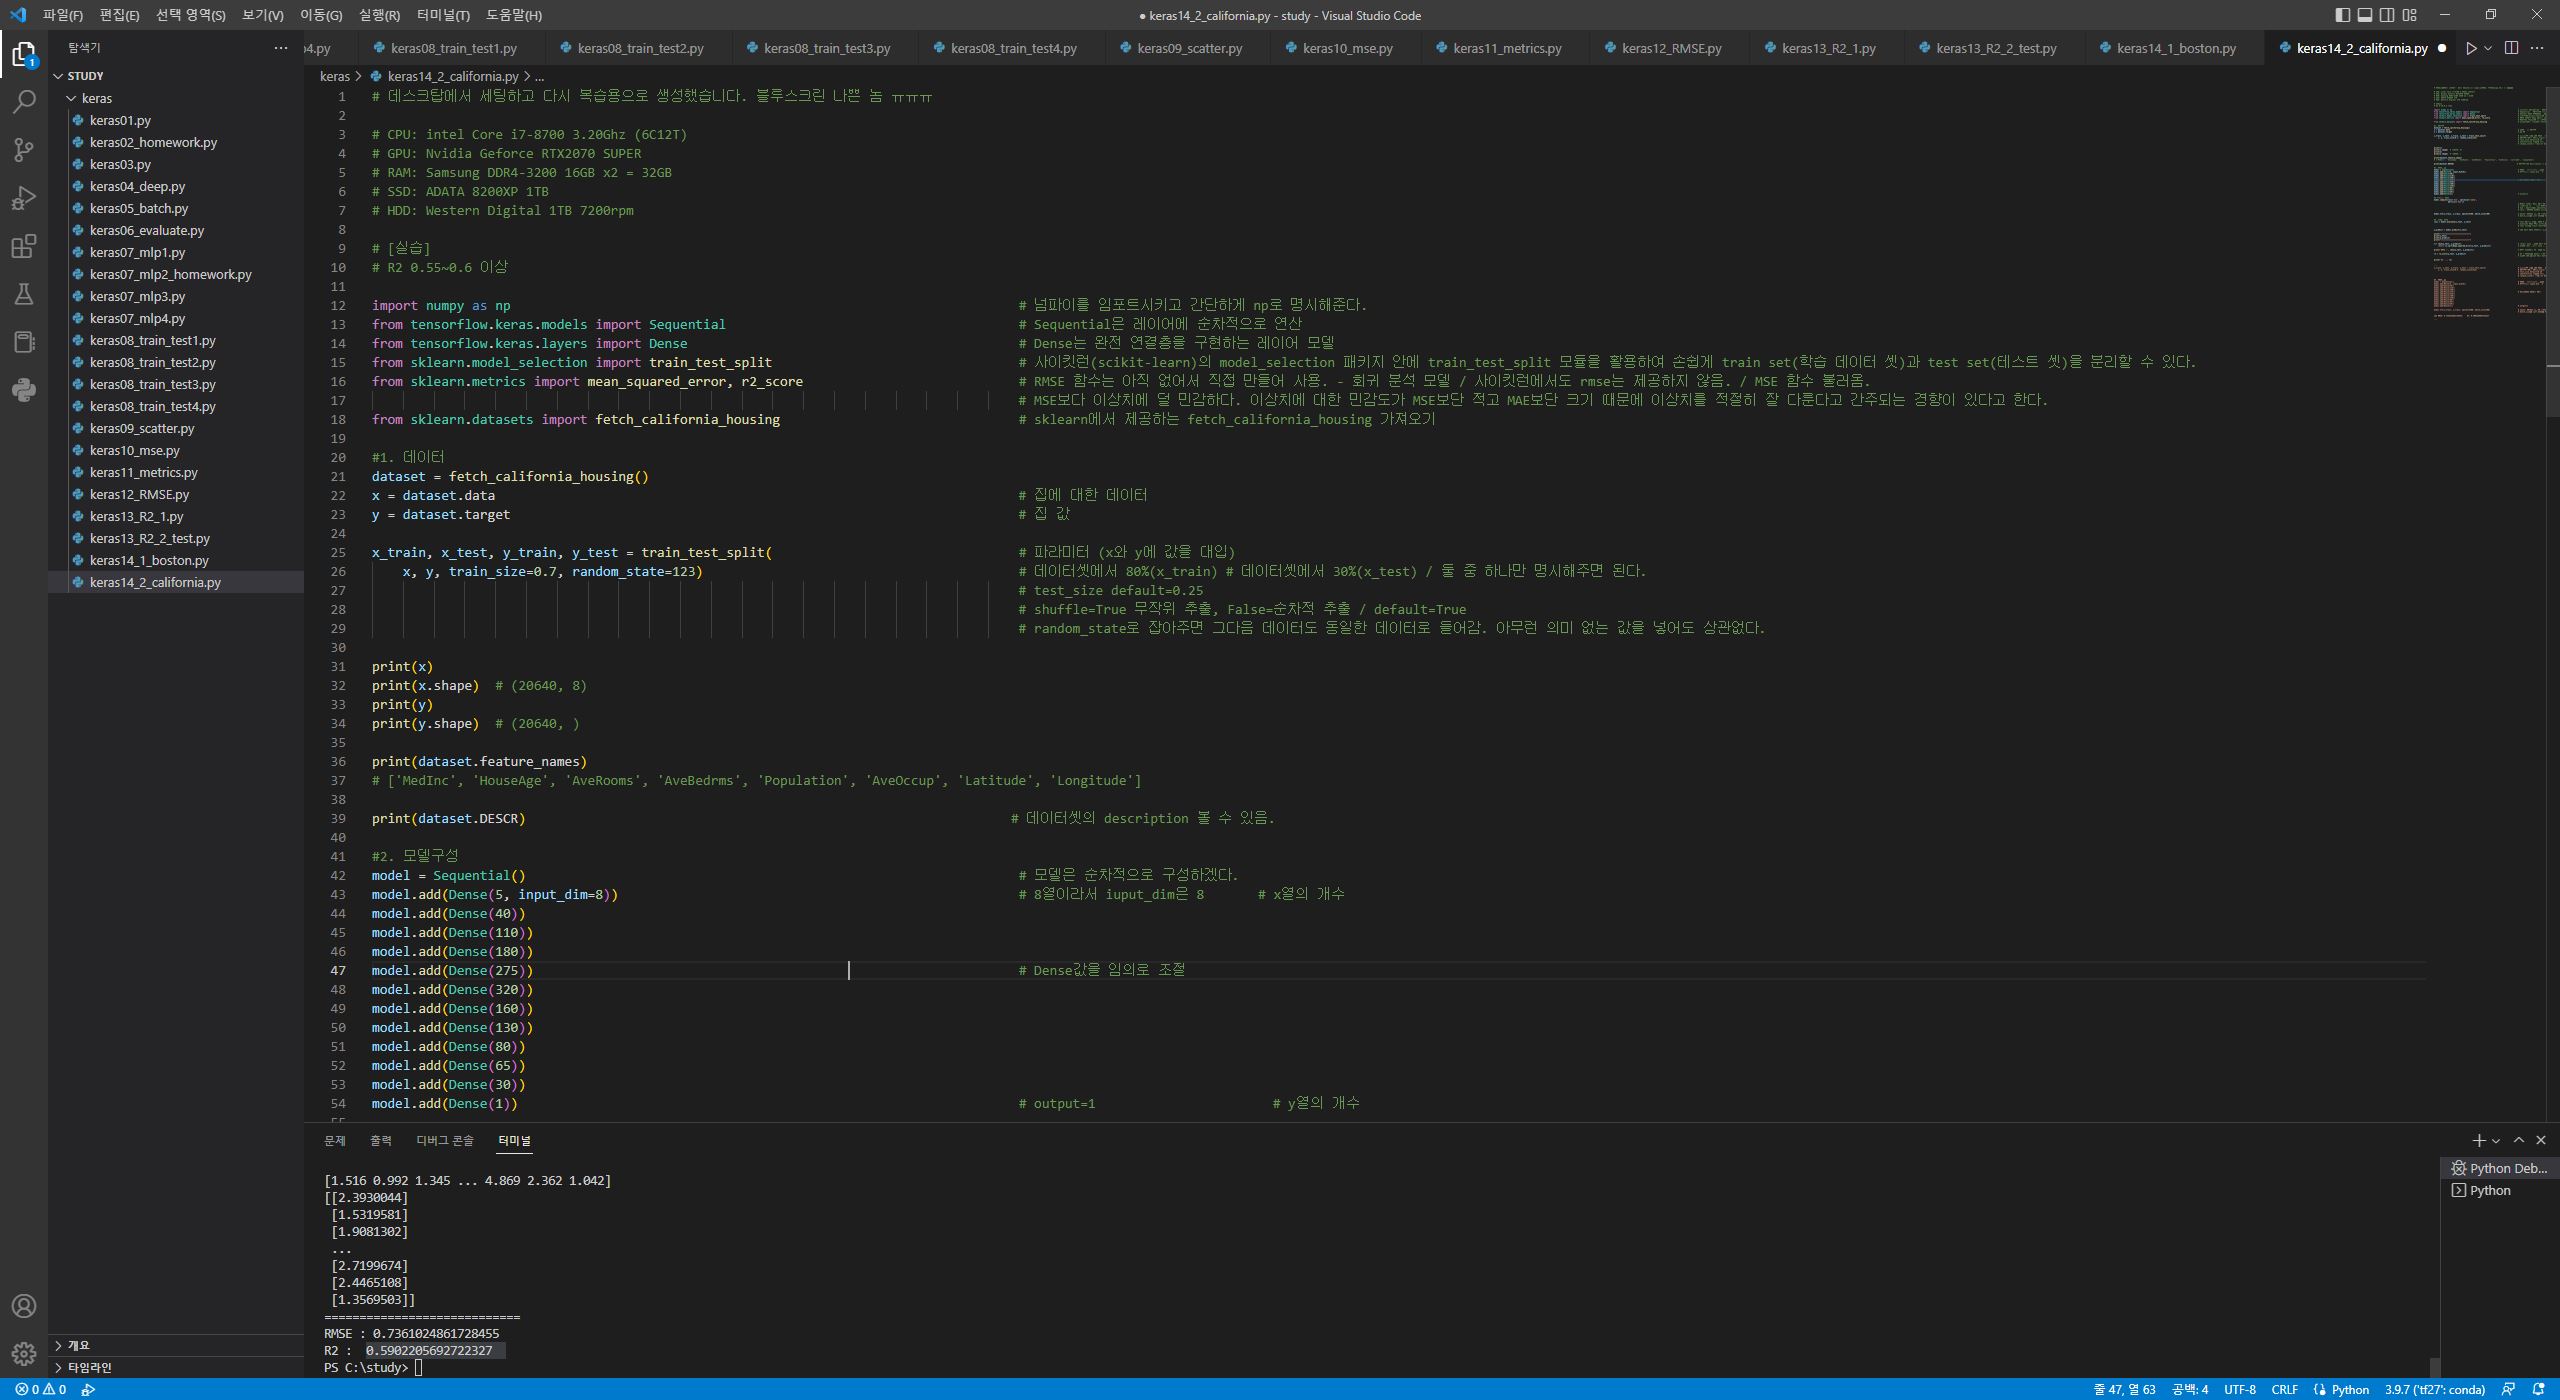 파일(F) 편집(E) 선택 영역(S) 보기(V) 이동(G) 실행(R) 터미널(T) 도움말(H)
● keras14_2_california.py - study - Visual Studio Code
탐색기
04.py keras08_train_test1.py keras08_train_test2.py keras08_train_test3.py keras08_train_test4.py keras09_scatter.py keras10_mse.py keras11_metrics.py keras12_RMSE.py keras13_R2_1.py keras13_R2_2_test.py keras14_1_boston.py keras14_2_california.py
STUDY
keras
keras01.py
keras02_homework.py
keras03.py
keras04_deep.py
keras05_batch.py
keras06_evaluate.py
keras07_mlp1.py
keras07_mlp2_homework.py
keras07_mlp3.py
keras07_mlp4.py
keras08_train_test1.py
keras08_train_test2.py
keras08_train_test3.py
keras08_train_test4.py
keras09_scatter.py
keras10_mse.py
keras11_metrics.py
keras12_RMSE.py
keras13_R2_1.py
keras13_R2_2_test.py
keras14_1_boston.py
keras14_2_california.py
개요
타임라인
keras > keras14_2_california.py > ...
1 # 데스크탑에서 세팅하고 다시 복습용으로 생성했습니다. 블루스크린 나쁜 놈 ㅠㅠㅠ
2
3 # CPU: intel Core i7-8700 3.20Ghz (6C12T)
4 # GPU: Nvidia Geforce RTX2070 SUPER
5 # RAM: Samsung DDR4-3200 16GB x2 = 32GB
6 # SSD: ADATA 8200XP 1TB
7 # HDD: Western Digital 1TB 7200rpm
8
9 # [실습]
10 # R2 0.55~0.6 이상
11
12 import numpy as np # 넘파이를 임포트시키고 간단하게 np로 명시해준다.
13 from tensorflow.keras.models import Sequential # Sequential은 레이어에 순차적으로 연산
14 from tensorflow.keras.layers import Dense # Dense는 완전 연결층을 구현하는 레이어 모델
15 from sklearn.model_selection import train_test_split # 사이킷런(scikit-learn)의 model_selection 패키지 안에 train_test_split 모듈을 활용하여 손쉽게 train set(학습 데이터 셋)과 test set(테스트 셋)을 분리할 수 있다.
16 from sklearn.metrics import mean_squared_error, r2_score # RMSE 함수는 아직 없어서 직접 만들어 사용. - 회귀 분석 모델 / 사이킷런에서도 rmse는 제공하지 않음. / MSE 함수 불러옴.
17 # MSE보다 이상치에 덜 민감하다. 이상치에 대한 민감도가 MSE보단 적고 MAE보단 크기 때문에 이상치를 적절히 잘 다룬다고 간주되는 경향이 있다고 한다.
18 from sklearn.datasets import fetch_california_housing # sklearn에서 제공하는 fetch_california_housing 가져오기
19
20 #1. 데이터
21 dataset = fetch_california_housing()
22 x = dataset.data # 집에 대한 데이터
23 y = dataset.target # 집 값
24
25 x_train, x_test, y_train, y_test = train_test_split( # 파라미터 (x와 y에 값을 대입)
26 x, y, train_size=0.7, random_state=123) # 데이터셋에서 80%(x_train) # 데이터셋에서 30%(x_test) / 둘 중 하나만 명시해주면 된다.
27 # test_size default=0.25
28 # shuffle=True 무작위 추출, False=순차적 추출 / default=True
29 # random_state로 잡아주면 그다음 데이터도 동일한 데이터로 들어감. 아무런 의미 없는 값을 넣어도 상관없다.
30
31 print(x)
32 print(x.shape) # (20640, 8)
33 print(y)
34 print(y.shape) # (20640, )
35
36 print(dataset.feature_names)
37 # ['MedInc', 'HouseAge', 'AveRooms', 'AveBedrms', 'Population', 'AveOccup', 'Latitude', 'Longitude']
38
39 print(dataset.DESCR) # 데이터셋의 description 볼 수 있음.
40
41 #2. 모델구성
42 model = Sequential() # 모델은 순차적으로 구성하겠다.
43 model.add(Dense(5, input_dim=8)) # 8열이라서 iuput_dim은 8 # x열의 개수
44 model.add(Dense(40))
45 model.add(Dense(110))
46 model.add(Dense(180))
47 model.add(Dense(275)) # Dense값을 임의로 조절
48 model.add(Dense(320))
49 model.add(Dense(160))
50 model.add(Dense(130))
51 model.add(Dense(80))
52 model.add(Dense(65))
53 model.add(Dense(30))
54 model.add(Dense(1)) # output=1 # y열의 개수
문제 출력 디버그 콘솔 터미널
[1.516 0.992 1.345 ... 4.869 2.362 1.042]
[[2.3930044]
[1.5319581]
[1.9081302]
...
[2.7199674]
[2.4465108]
[1.3569503]]
============================
RMSE : 0.7361024861728455
R2 : 0.5902205692722327
PS C:\study>
Python Deb...
Python
0 0
줄 47, 열 63 공백: 4 UTF-8 CRLF Python 3.9.7 ('tf27': conda)